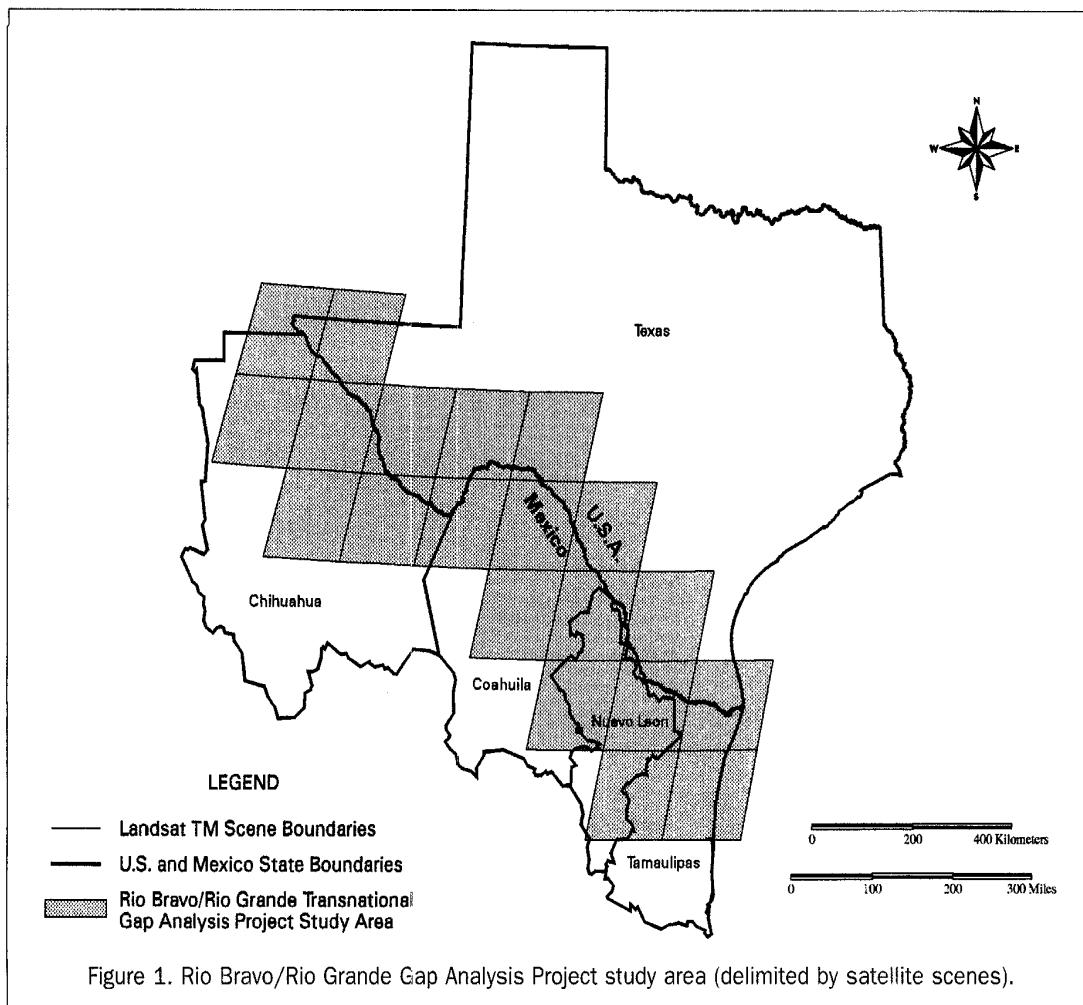 N
W E
S
Texas
Mexico
U.S.A.
Chihuahua
Coahuila
Nuevo Leon
Tamaulipas
LEGEND
Landsat TM Scene Boundaries
U.S. and Mexico State Boundaries
Rio Bravo/Rio Grande Transnational
Gap Analysis Project Study Area
0 200 400 Kilometers
0 100 200 300 Miles
Figure 1. Rio Bravo/Rio Grande Gap Analysis Project study area (delimited by satellite scenes).